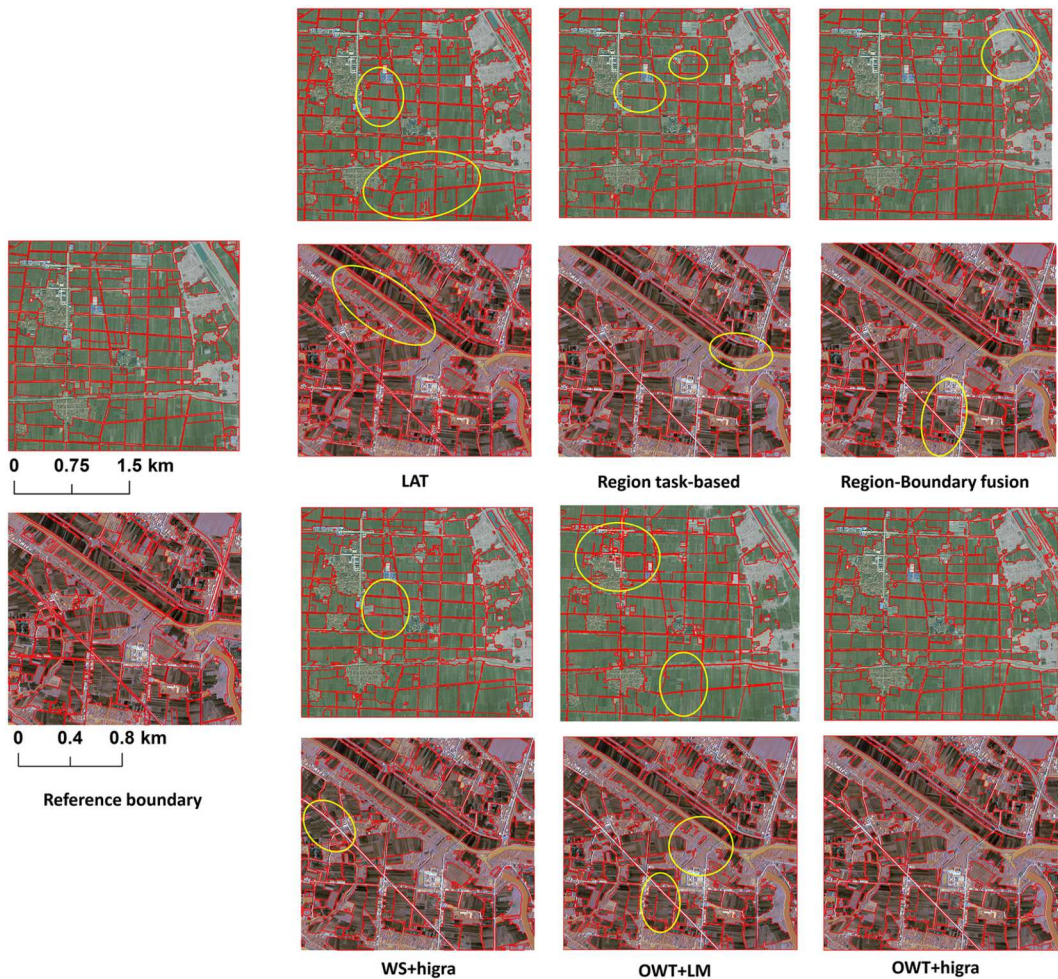 0 0.75 1.5 km
LAT Region task-based Region-Boundary fusion
0 0.4 0.8 km
Reference boundary
WS+higra OWT+LM OWT+higra